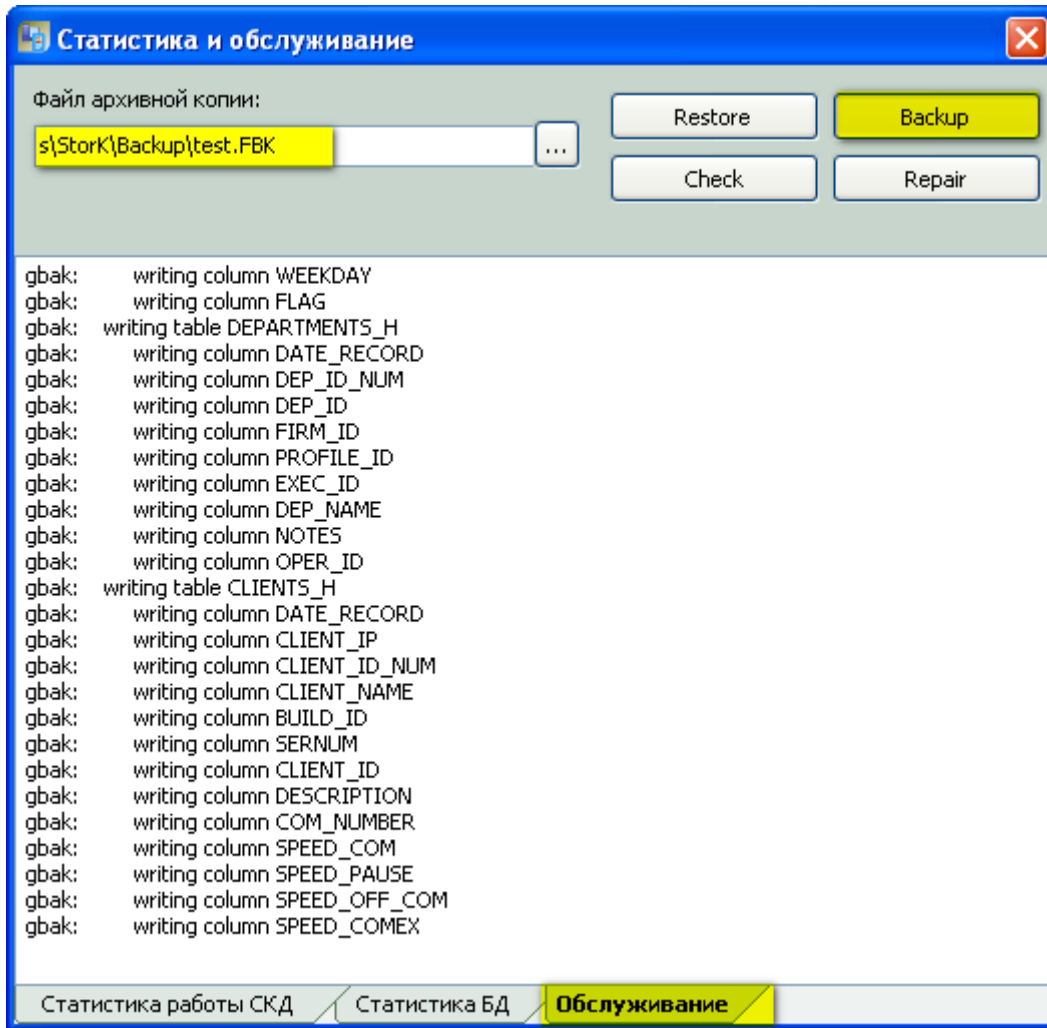 Статистика и обслуживание
Файл архивной копии:
s\StorK\Backup\test.FBK
...
Restore
Backup
Check
Repair
gbak: writing column WEEKDAY
gbak: writing column FLAG
gbak: writing table DEPARTMENTS_H
gbak: writing column DATE_RECORD
gbak: writing column DEP_ID_NUM
gbak: writing column DEP_ID
gbak: writing column FIRM_ID
gbak: writing column PROFILE_ID
gbak: writing column EXEC_ID
gbak: writing column DEP_NAME
gbak: writing column NOTES
gbak: writing column OPER_ID
gbak: writing table CLIENTS_H
gbak: writing column DATE_RECORD
gbak: writing column CLIENT_IP
gbak: writing column CLIENT_ID_NUM
gbak: writing column CLIENT_NAME
gbak: writing column BUILD_ID
gbak: writing column SERNUM
gbak: writing column CLIENT_ID
gbak: writing column DESCRIPTION
gbak: writing column COM_NUMBER
gbak: writing column SPEED_COM
gbak: writing column SPEED_PAUSE
gbak: writing column SPEED_OFF_COM
gbak: writing column SPEED_COMEX
Статистика работы СКД
Статистика БД
Обслуживание